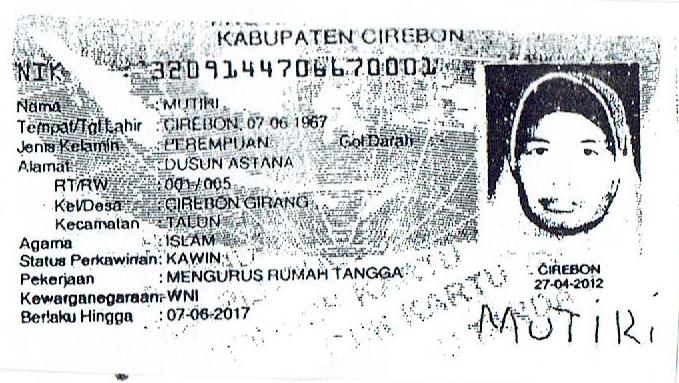 KABUPATEN CIREBON
NIK : 3209144706670001
Nama : MUTIRI
Tempat/Tgl Lahir : CIREBON, 07-06-1967
Jenis Kelamin : PEREMPUAN Gol Darah
Alamat : DUSUN ASTANA
RT/RW : 001 / 005
Kel/Desa : CIREBON GIRANG
Kecamatan : TALUN
Agama : ISLAM
Status Perkawinan: KAWIN
Pekerjaan : MENGURUS RUMAH TANGGA
Kewarganegaraan: WNI
Berlaku Hingga : 07-06-2017
CIREBON
27-04-2012
MUTIRI